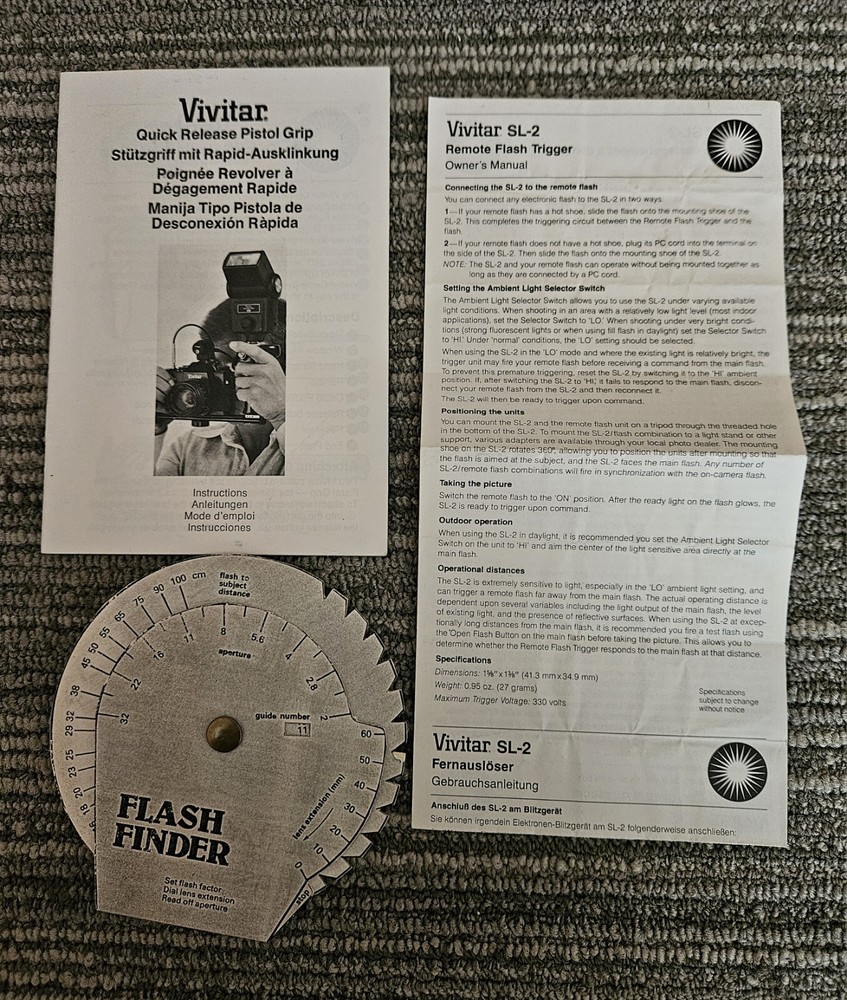 Vivitar®
Quick Release Pistol Grip
Stützgriff mit Rapid-Ausklinkung
Poignée Revolver à
Dégagement Rapide
Manija Tipo Pistola de
Desconexión Ràpida
Vivitar
Instructions
Anleitungen
Mode d'emploi
Instrucciones
Vivitar® SL-2
Remote Flash Trigger
Owner's Manual
Connecting the SL-2 to the remote flash
You can connect any electronic flash to the SL-2 in two ways.
1—If your remote flash has a hot shoe, slide the flash onto the mounting shoe of the
SL-2. This completes the triggering circuit between the Remote Flash Trigger and the
flash.
2—If your remote flash does not have a hot shoe, plug its PC cord into the terminal on
the side of the SL-2. Then slide the flash onto the mounting shoe of the SL-2.
NOTE: The SL-2 and your remote flash can operate without being mounted together as
long as they are connected by a PC cord.
Setting the Ambient Light Selector Switch
The Ambient Light Selector Switch allows you to use the SL-2 under varying available
light conditions. When shooting in an area with a relatively low light level (most indoor
applications), set the Selector Switch to 'LO.' When shooting under very bright condi-
tions (strong fluorescent lights or when using fill flash in daylight) set the Selector Switch
to 'HI.' Under 'normal' conditions, the 'LO' setting should be selected.
When using the SL-2 in the 'LO' mode and where the existing light is relatively bright, the
trigger unit may fire your remote flash before receiving a command from the main flash.
To prevent this premature triggering, reset the SL-2 by switching it to the 'HI' ambient
position. If, after switching the SL-2 to 'HI,' it fails to respond to the main flash, discon-
nect your remote flash from the SL-2 and then reconnect it.
The SL-2 will then be ready to trigger upon command.
Positioning the units
You can mount the SL-2 and the remote flash unit on a tripod through the threaded hole
in the bottom of the SL-2. To mount the SL-2/flash combination to a light stand or other
support, various adapters are available through your local photo dealer. The mounting
shoe on the SL-2 rotates 360°, allowing you to position the units after mounting so that
the flash is aimed at the subject, and the SL-2 faces the main flash. Any number of
SL-2/remote flash combinations will fire in synchronization with the on-camera flash.
Taking the picture
Switch the remote flash to the 'ON' position. After the ready light on the flash glows, the
SL-2 is ready to trigger upon command.
Outdoor operation
When using the SL-2 in daylight, it is recommended you set the Ambient Light Selector
Switch on the unit to 'HI' and aim the center of the light sensitive area directly at the
main flash.
Operational distances
The SL-2 is extremely sensitive to light, especially in the 'LO' ambient light setting, and
can trigger a remote flash far away from the main flash. The actual operating distance is
dependent upon several variables including the light output of the main flash, the level
of existing light, and the presence of reflective surfaces. When using the SL-2 at excep-
tionally long distances from the main flash, it is recommended you fire a test flash using
the 'Open Flash Button on the main flash before taking the picture. This allows you to
determine whether the Remote Flash Trigger responds to the main flash at that distance.
Specifications
Dimensions: 1⅝" x 1⅜" (41.3 mm x 34.9 mm)
Weight: 0.95 oz. (27 grams)
Maximum Trigger Voltage: 330 volts
Specifications
subject to change
without notice
Vivitar® SL-2
Fernauslöser
Gebrauchsanleitung
Anschluß des SL-2 am Blitzgerät
Sie können irgendein Elektronen-Blitzgerät am SL-2 folgenderweise anschließen:
16 18 20 23 25 29 32 38 45 50 55 65 75 90 100 cm
flash to
subject
distance
32 22 16 11 8 5.6 4 2.8 2
aperture
guide number
11
60 50 40 30 20 10 0
lens extension (mm)
stop
FLASH
FINDER
Set flash factor
Dial lens extension
Read off aperture